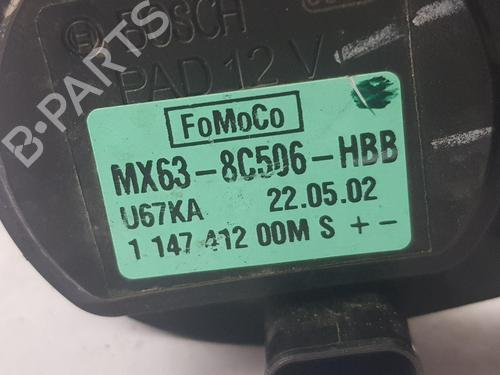 BOSCH
PAD 12 V
FoMoCo
MX63-8C506-HBB
U67KA 22.05.02
1 147 412 00M S + -
B-PARTS